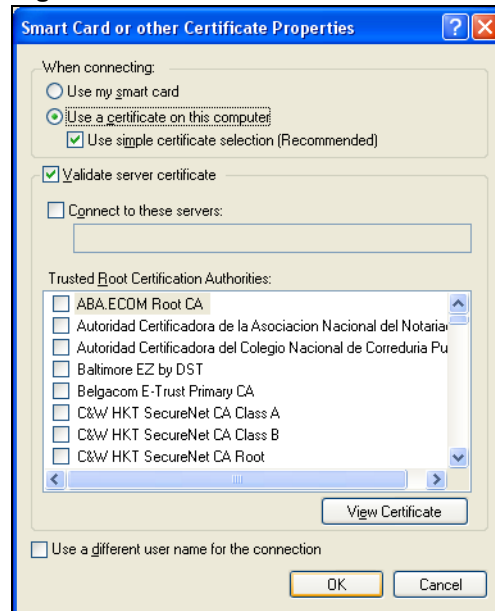 Smart Card or other Certificate Properties
When connecting:
Use my smart card
Use a certificate on this computer
Use simple certificate selection (Recommended)
Validate server certificate
Connect to these servers:
Trusted Root Certification Authorities:
ABA.ECOM Root CA
Autoridad Certificadora de la Asociacion Nacional del Notaria
Autoridad Certificadora del Colegio Nacional de Correduria Pu
Baltimore EZ by DST
Belgacom E-Trust Primary CA
C&W HKT SecureNet CA Class A
C&W HKT SecureNet CA Class B
C&W HKT SecureNet CA Root
View Certificate
Use a different user name for the connection
OK Cancel